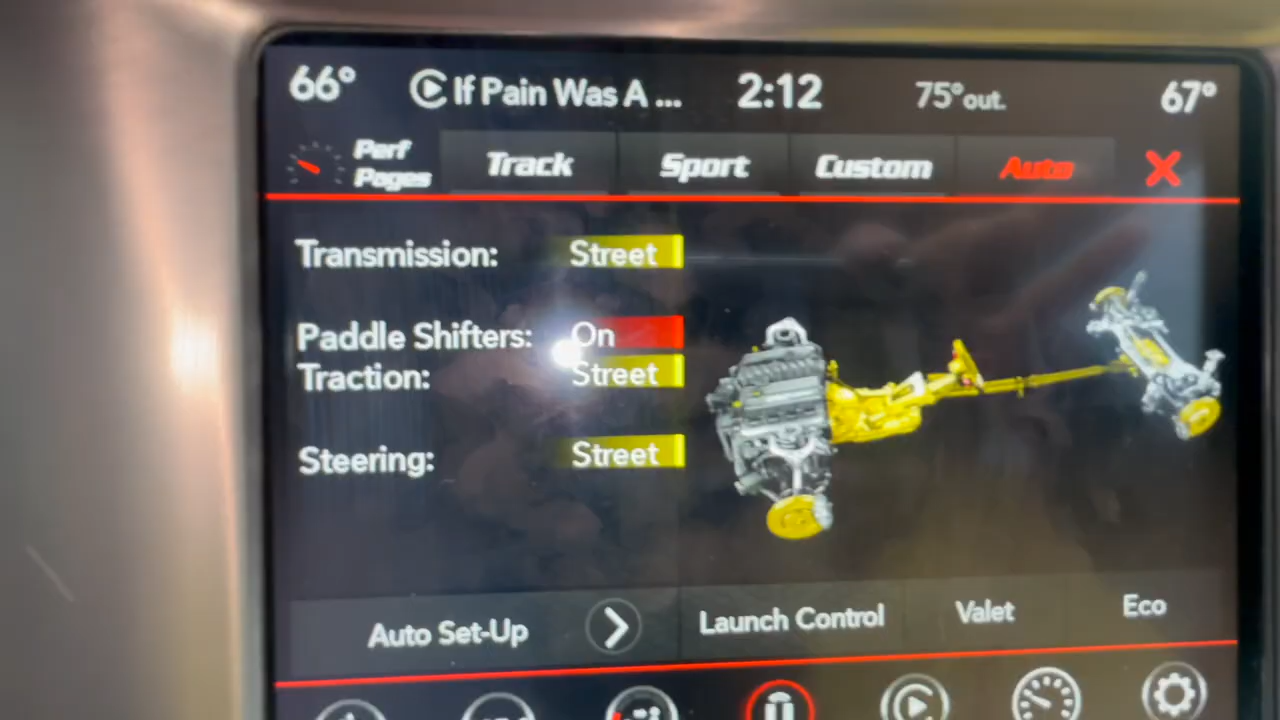 66° If Pain Was A ... 2:12 75°out. 67°
Perf
Pages
Track Sport Custom Auto X
Transmission: Street
Paddle Shifters: On
Traction: Street
Steering: Street
Auto Set-Up > Launch Control Valet Eco